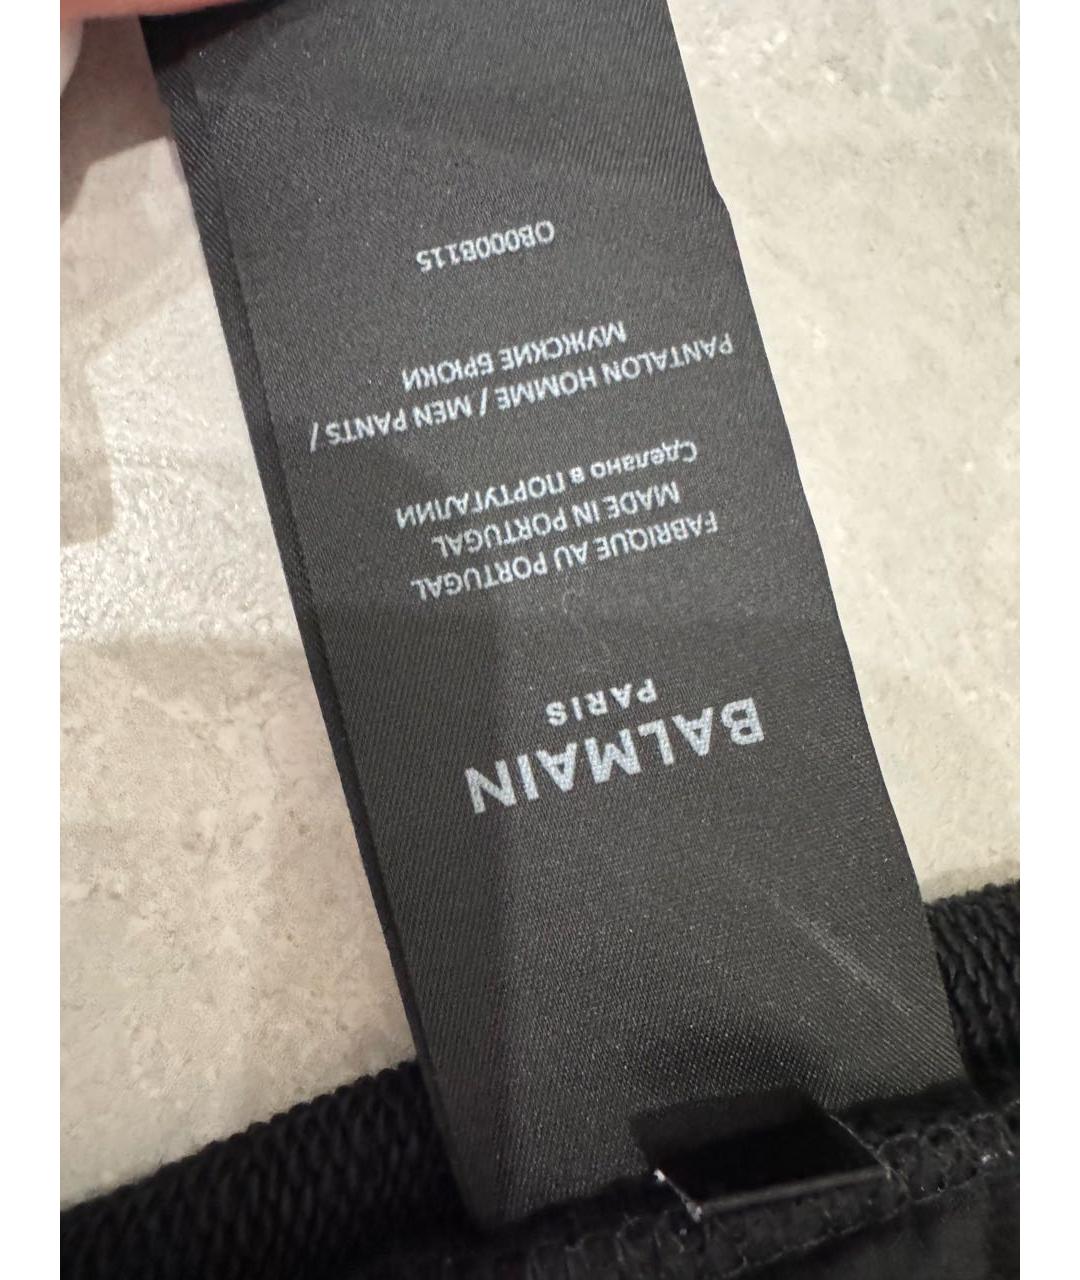 BALMAIN
PARIS
FABRIQUE AU PORTUGAL
MADE IN PORTUGAL
Сделано в ПОРТУГАЛИИ
PANTALON HOMME / MEN PANTS /
МУЖСКИЕ БРЮКИ
OB000B115